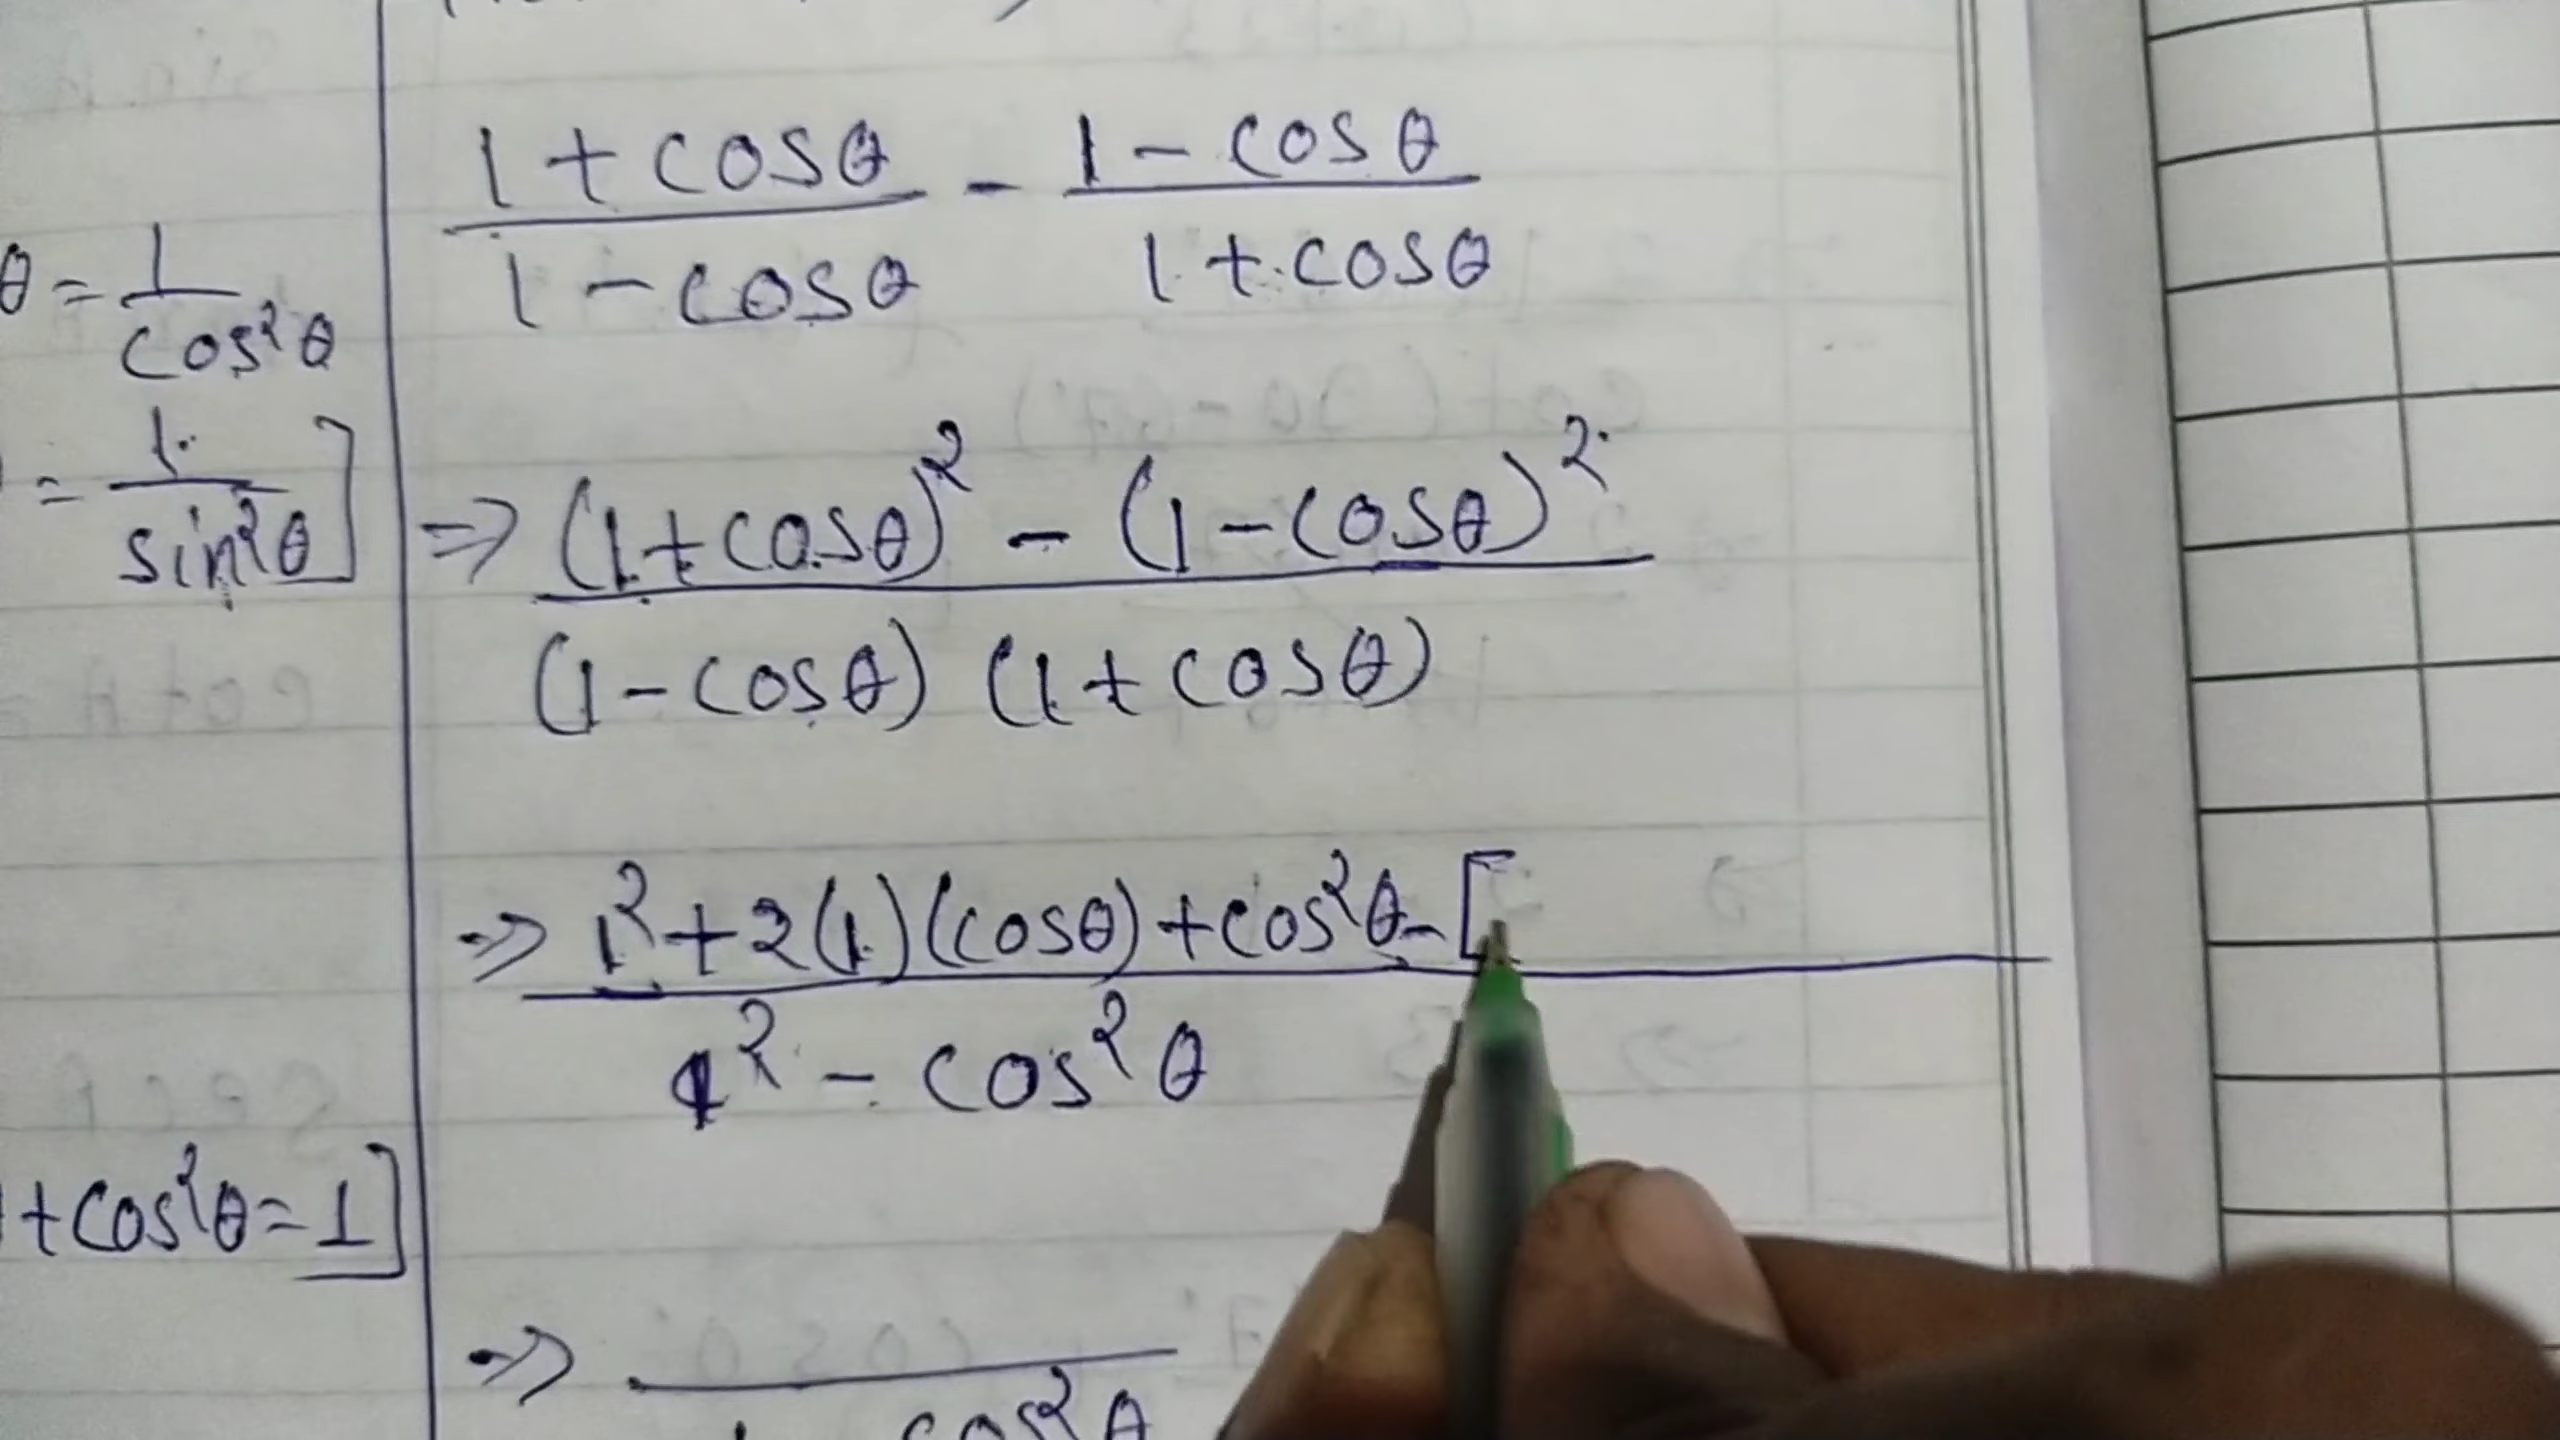 θ = 1/cos²θ
= 1/sin²θ]
+cos²θ=1]
1+cosθ/1-cosθ - 1-cosθ/1+cosθ
⇒ (1+cosθ)² - (1-cosθ)²
(1-cosθ) (1+cosθ)
⇒ 1²+2(1)(cosθ)+cos²θ-[
1² - cos²θ
⇒
cos²θ